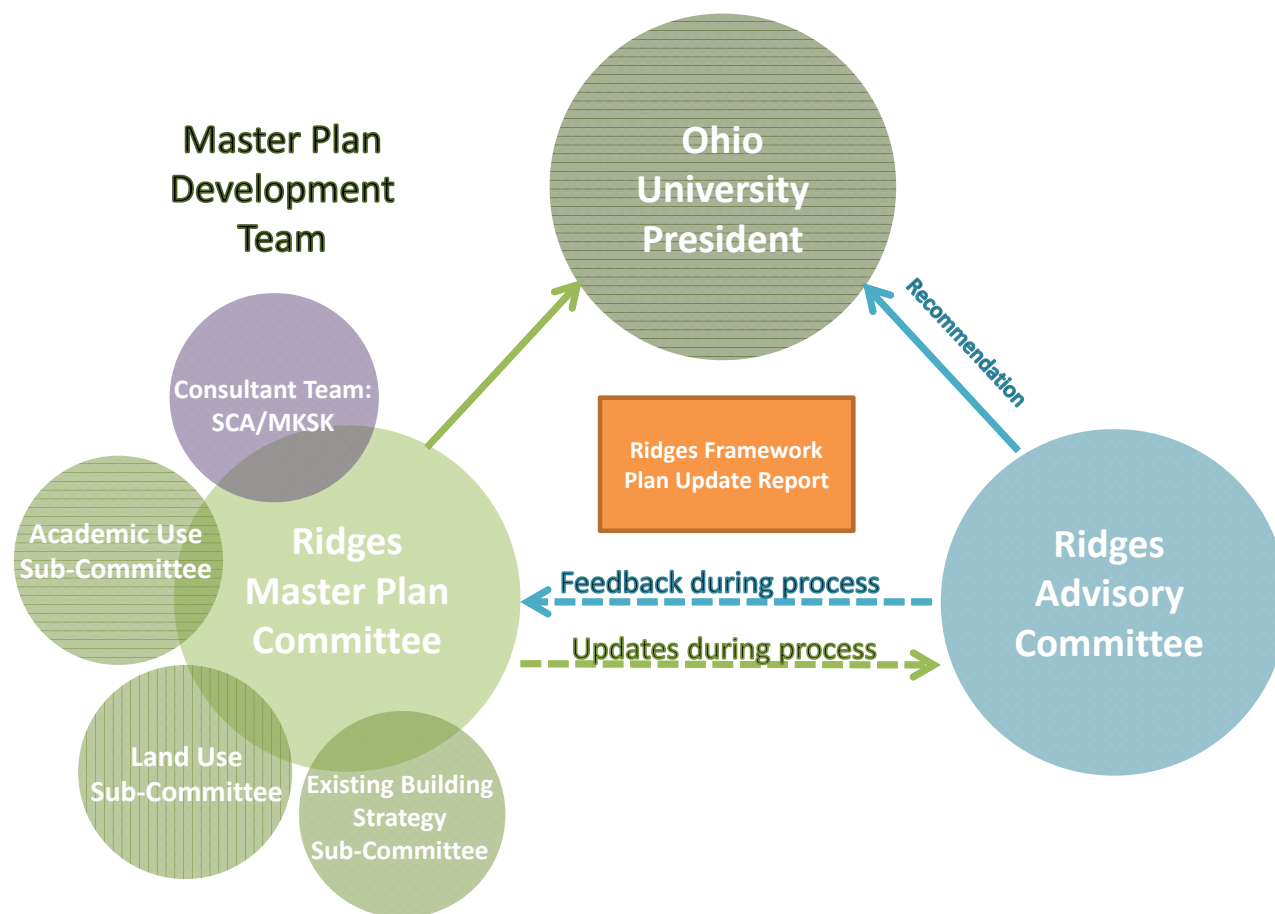 Master Plan
Development
Team
Ohio
University
President
Recommendation
Consultant Team:
SCA/MKSK
Ridges Framework
Plan Update Report
Academic Use
Sub-Committee
Ridges
Master Plan
Committee
Feedback during process
Updates during process
Ridges
Advisory
Committee
Land Use
Sub-Committee
Existing Building
Strategy
Sub-Committee